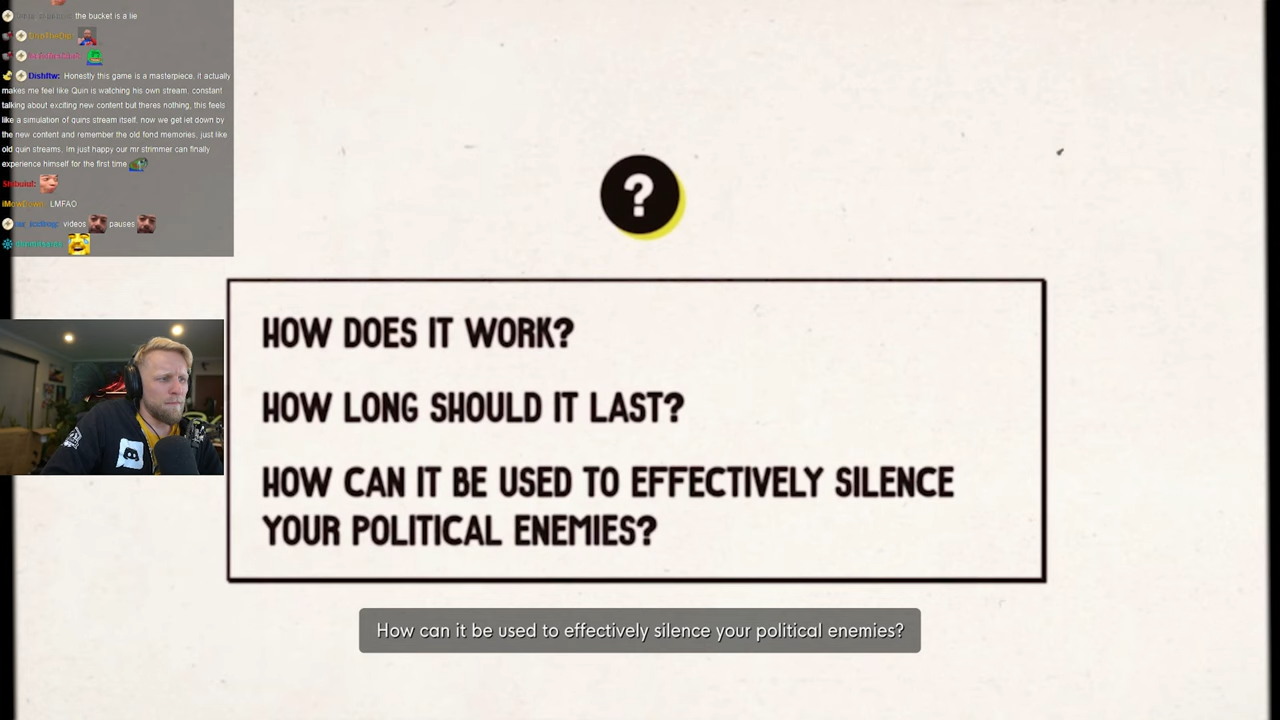 the bucket is a lie
Dishftw: Honestly this game is a masterpiece. it actually
makes me feel like Quin is watching his own stream. constant
talking about exciting new content but theres nothing, this feels
like a simulation of quins stream itself, now we get let down by
the new content and remember the old fond memories, just like
old quin streams. Im just happy our mr strimmer can finally
experience himself for the first time
iMowDown: LMFAO
videos pauses
?
HOW DOES IT WORK?
HOW LONG SHOULD IT LAST?
HOW CAN IT BE USED TO EFFECTIVELY SILENCE
YOUR POLITICAL ENEMIES?
How can it be used to effectively silence your political enemies?